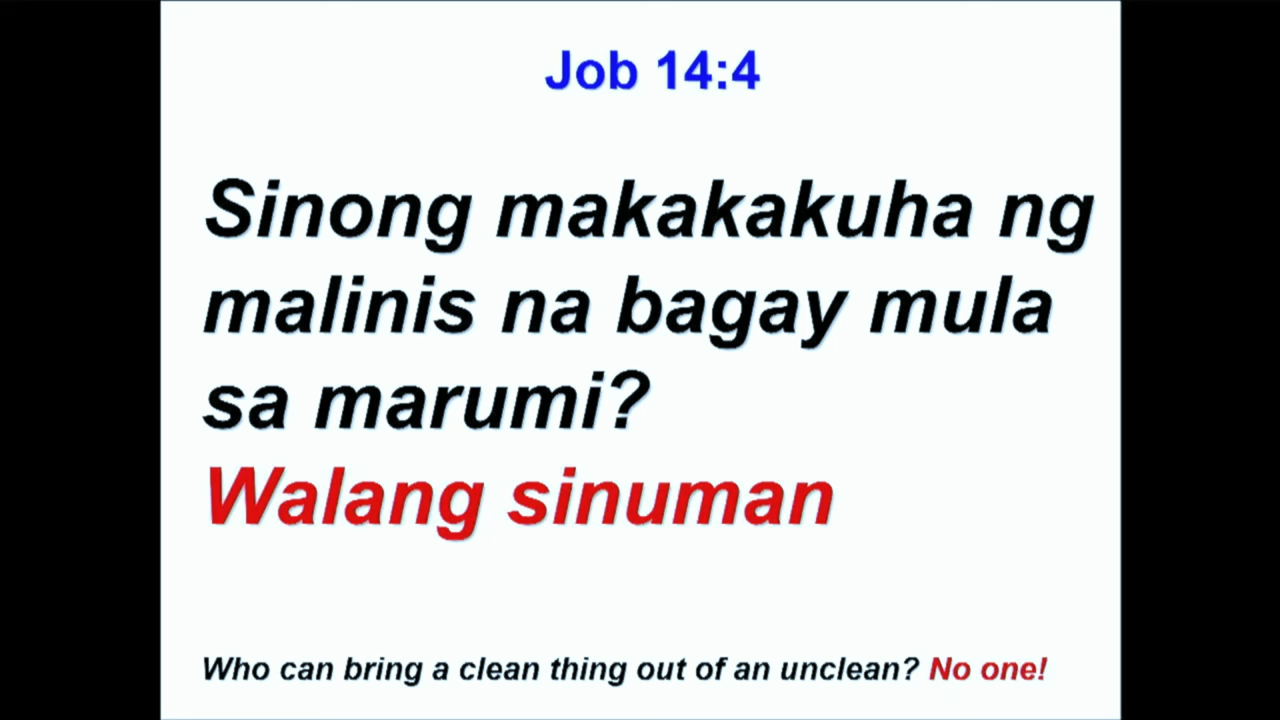 Job 14:4
Sinong makakakuha ng
malinis na bagay mula
sa marumi?
Walang sinuman
Who can bring a clean thing out of an unclean? No one!